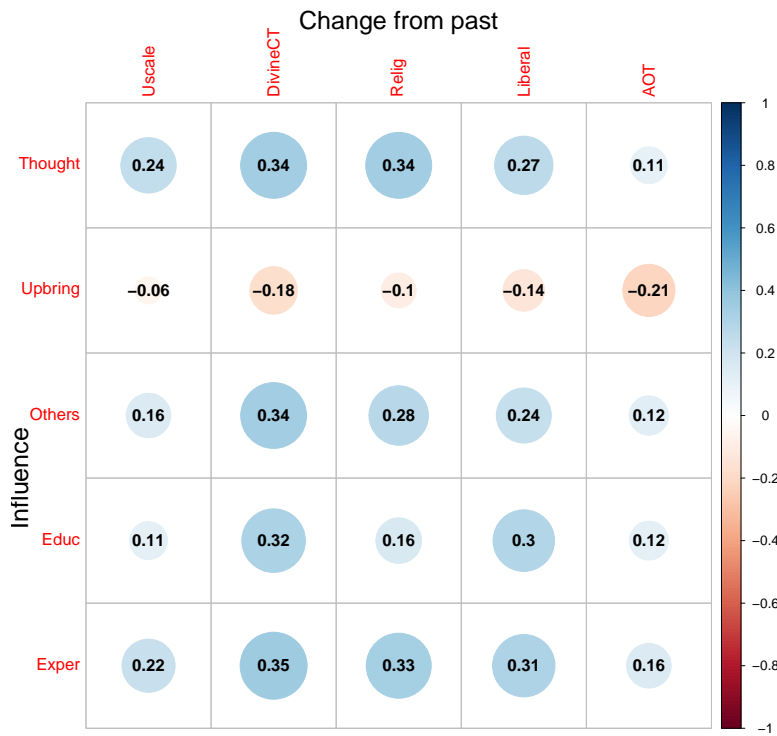 Change from past
Uscale DivineCT Relig Liberal AOT
Influence
Thought 0.24 0.34 0.34 0.27 0.11
Upbring −0.06 −0.18 −0.1 −0.14 −0.21
Others 0.16 0.34 0.28 0.24 0.12
Educ 0.11 0.32 0.16 0.3 0.12
Exper 0.22 0.35 0.33 0.31 0.16
1
0.8
0.6
0.4
0.2
0
−0.2
−0.4
−0.6
−0.8
−1